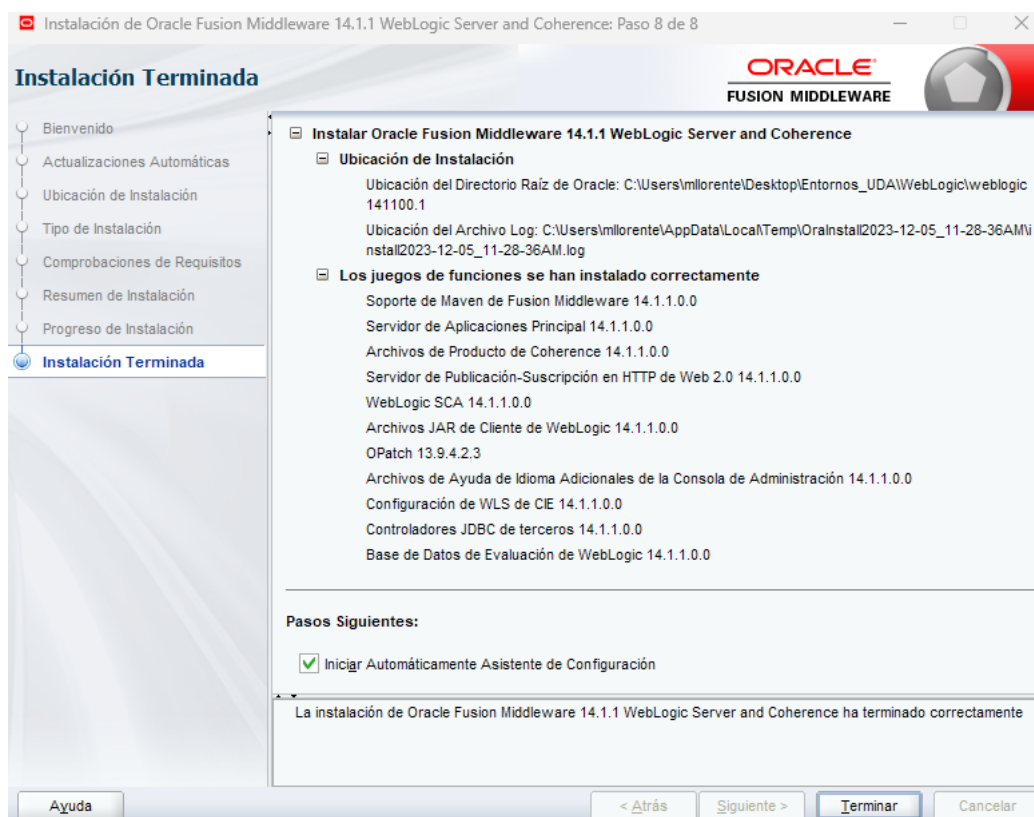 Instalación de Oracle Fusion Middleware 14.1.1 WebLogic Server and Coherence: Paso 8 de 8
Instalación Terminada
ORACLE
FUSION MIDDLEWARE
Bienvenido
Actualizaciones Automáticas
Ubicación de Instalación
Tipo de Instalación
Comprobaciones de Requisitos
Resumen de Instalación
Progreso de Instalación
Instalación Terminada
Instalar Oracle Fusion Middleware 14.1.1 WebLogic Server and Coherence
Ubicación de Instalación
Ubicación del Directorio Raíz de Oracle: C:\Users\mllorente\Desktop\Entornos_UDA\WebLogic\weblogic
141100.1
Ubicación del Archivo Log: C:\Users\mllorente\AppData\Local\Temp\OraInstall2023-12-05_11-28-36AM\i
nstall2023-12-05_11-28-36AM.log
Los juegos de funciones se han instalado correctamente
Soporte de Maven de Fusion Middleware 14.1.1.0.0
Servidor de Aplicaciones Principal 14.1.1.0.0
Archivos de Producto de Coherence 14.1.1.0.0
Servidor de Publicación-Suscripción en HTTP de Web 2.0 14.1.1.0.0
WebLogic SCA 14.1.1.0.0
Archivos JAR de Cliente de WebLogic 14.1.1.0.0
OPatch 13.9.4.2.3
Archivos de Ayuda de Idioma Adicionales de la Consola de Administración 14.1.1.0.0
Configuración de WLS de CIE 14.1.1.0.0
Controladores JDBC de terceros 14.1.1.0.0
Base de Datos de Evaluación de WebLogic 14.1.1.0.0
Pasos Siguientes:
Iniciar Automáticamente Asistente de Configuración
La instalación de Oracle Fusion Middleware 14.1.1 WebLogic Server and Coherence ha terminado correctamente
Ayuda
< Atrás
Siguiente >
Terminar
Cancelar